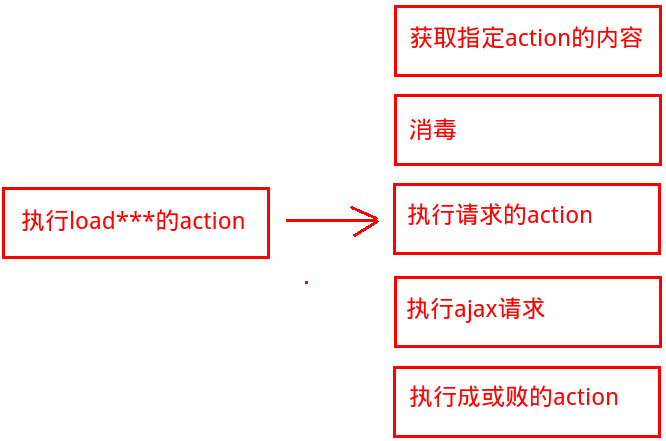 获取指定action的内容
消毒
执行load***的action
执行请求的action
执行ajax请求
执行成或败的action